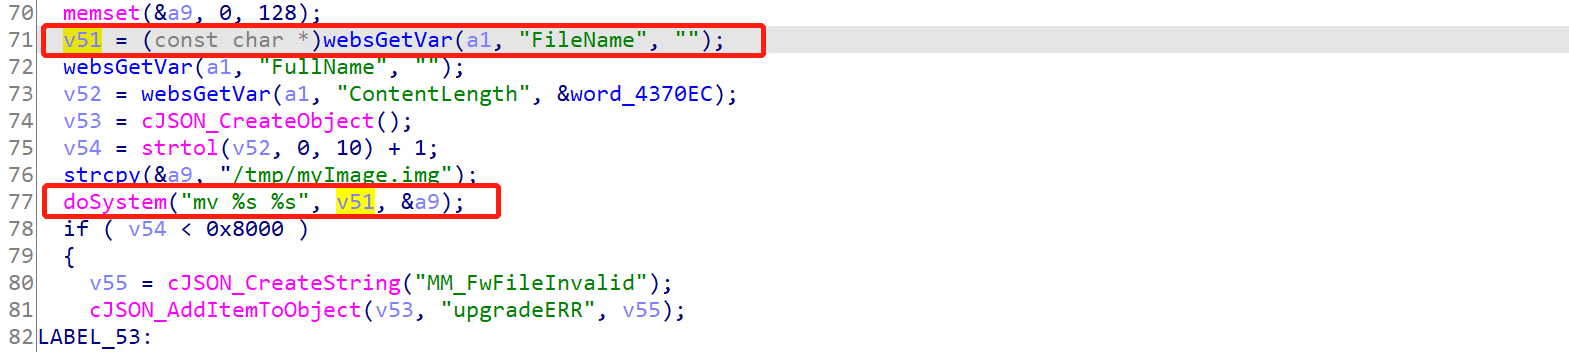 70 memset(&a9, 0, 128);
71 v51 = (const char *)websGetVar(a1, "FileName", "");
72 websGetVar(a1, "FullName", "");
73 v52 = websGetVar(a1, "ContentLength", &word_4370EC);
74 v53 = cJSON_CreateObject();
75 v54 = strtol(v52, 0, 10) + 1;
76 strcpy(&a9, "/tmp/myImage.img");
77 doSystem("mv %s %s", v51, &a9);
78 if ( v54 < 0x8000 )
79 {
80 v55 = cJSON_CreateString("MM_FwFileInvalid");
81 cJSON_AddItemToObject(v53, "upgradeERR", v55);
82 LABEL_53: